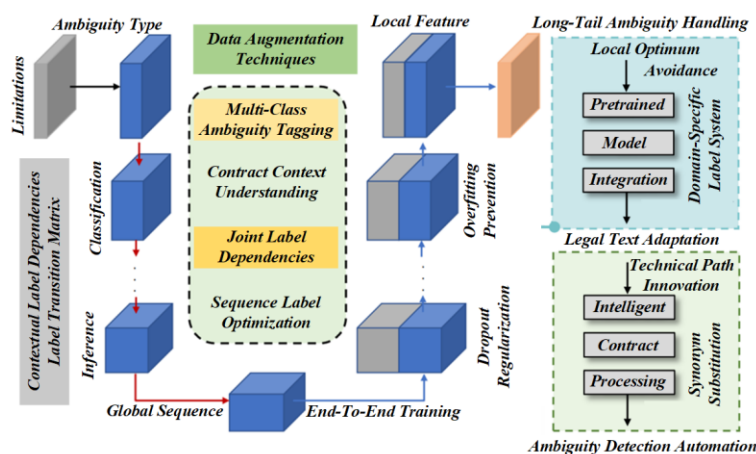 Ambiguity Type
Limitations
Data Augmentation
Techniques
Local Feature
Long-Tail Ambiguity Handling
Local Optimum
Avoidance
Pretrained
Model
Integration
Domain-Specific
Label System
Multi-Class
Ambiguity Tagging
Contract Context
Understanding
Joint Label
Dependencies
Sequence Label
Optimization
Contextual Label Dependencies
Label Transition Matrix
Classification
Inference
Overfitting
Prevention
Dropout
Regularization
Global Sequence
End-To-End Training
Legal Text Adaptation
Technical Path
Innovation
Intelligent
Contract
Processing
Synonym
Substitution
Ambiguity Detection Automation